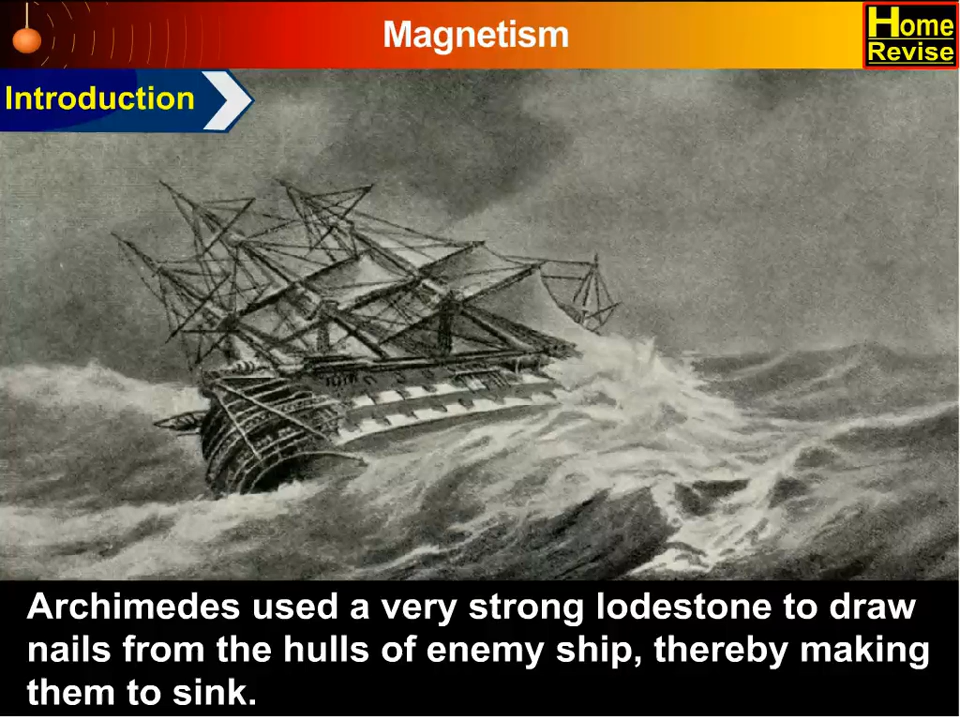 Magnetism
Home
Revise
Introduction
Archimedes used a very strong lodestone to draw
nails from the hulls of enemy ship, thereby making
them to sink.